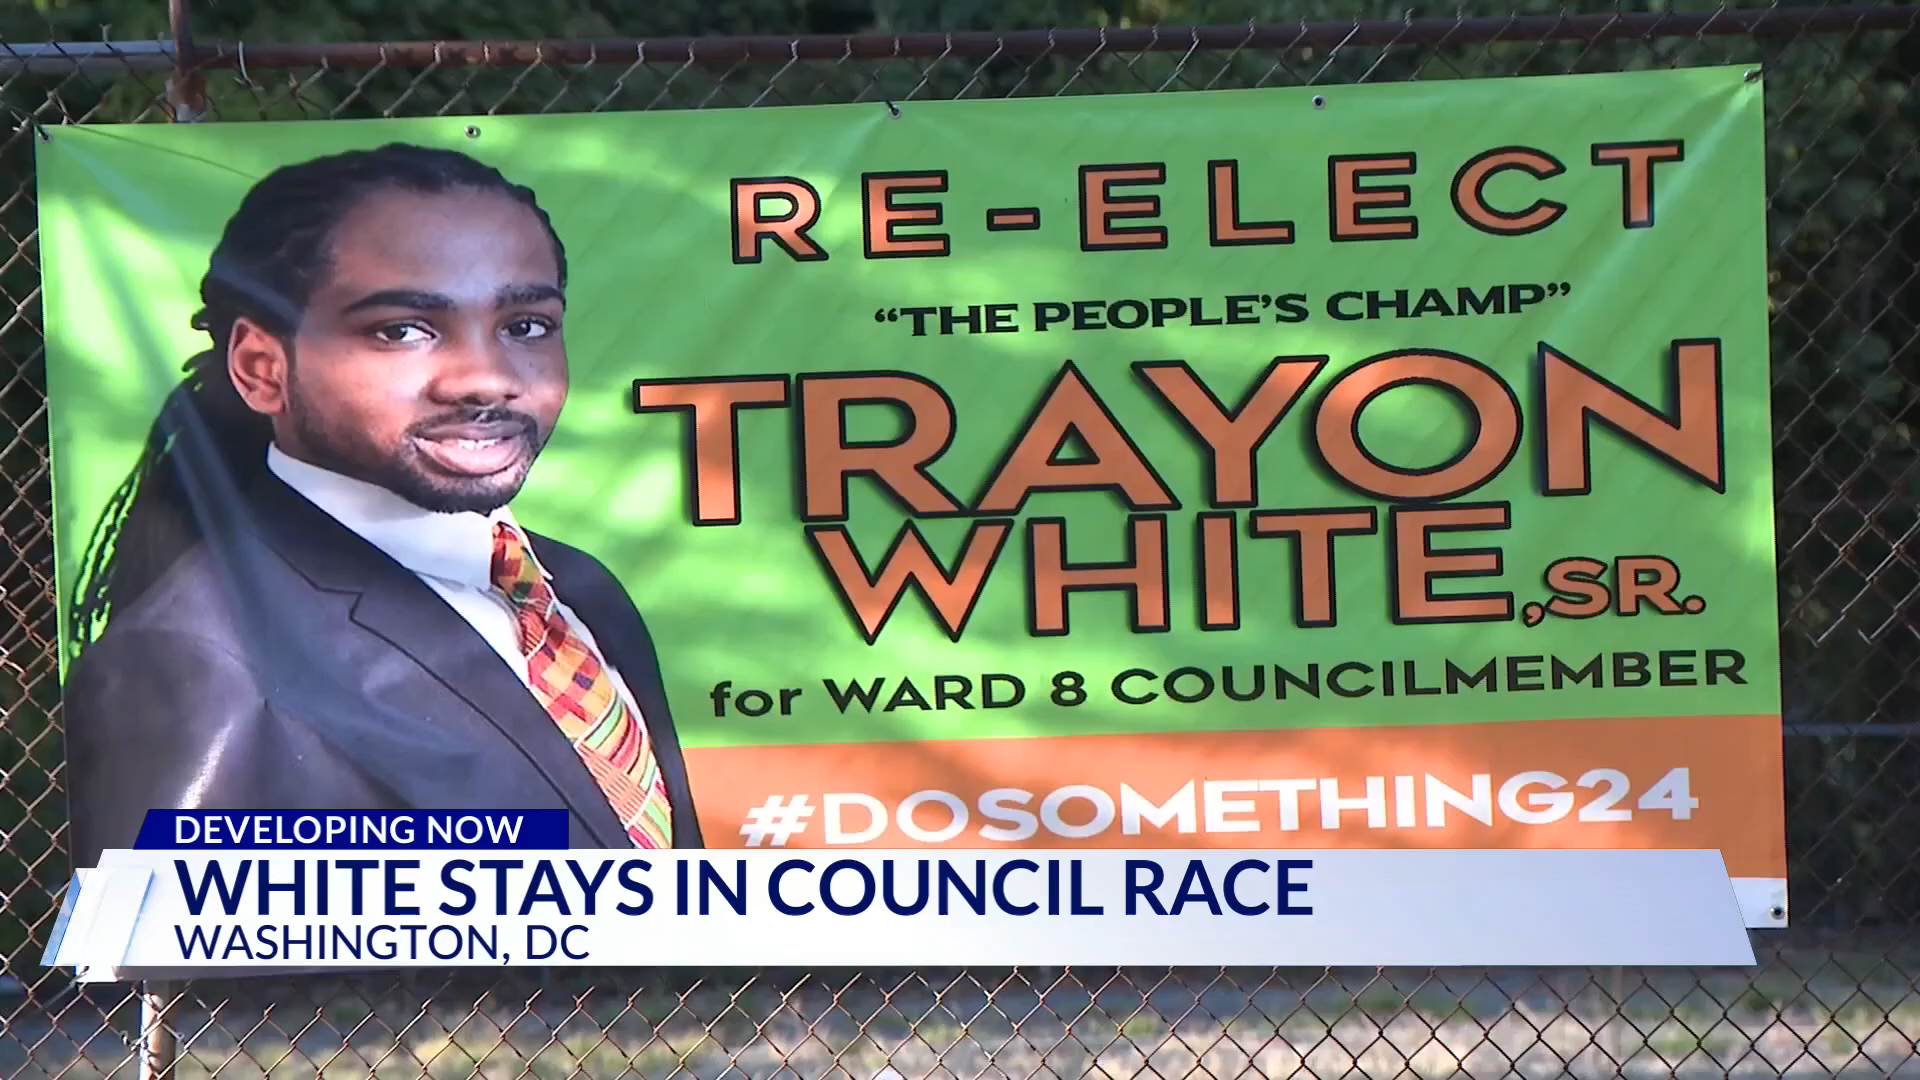 RE-ELECT
“THE PEOPLE’S CHAMP”
TRAYON
WHITE, SR.
for WARD 8 COUNCILMEMBER
#DOSOMETHING24
DEVELOPING NOW
WHITE STAYS IN COUNCIL RACE
WASHINGTON, DC